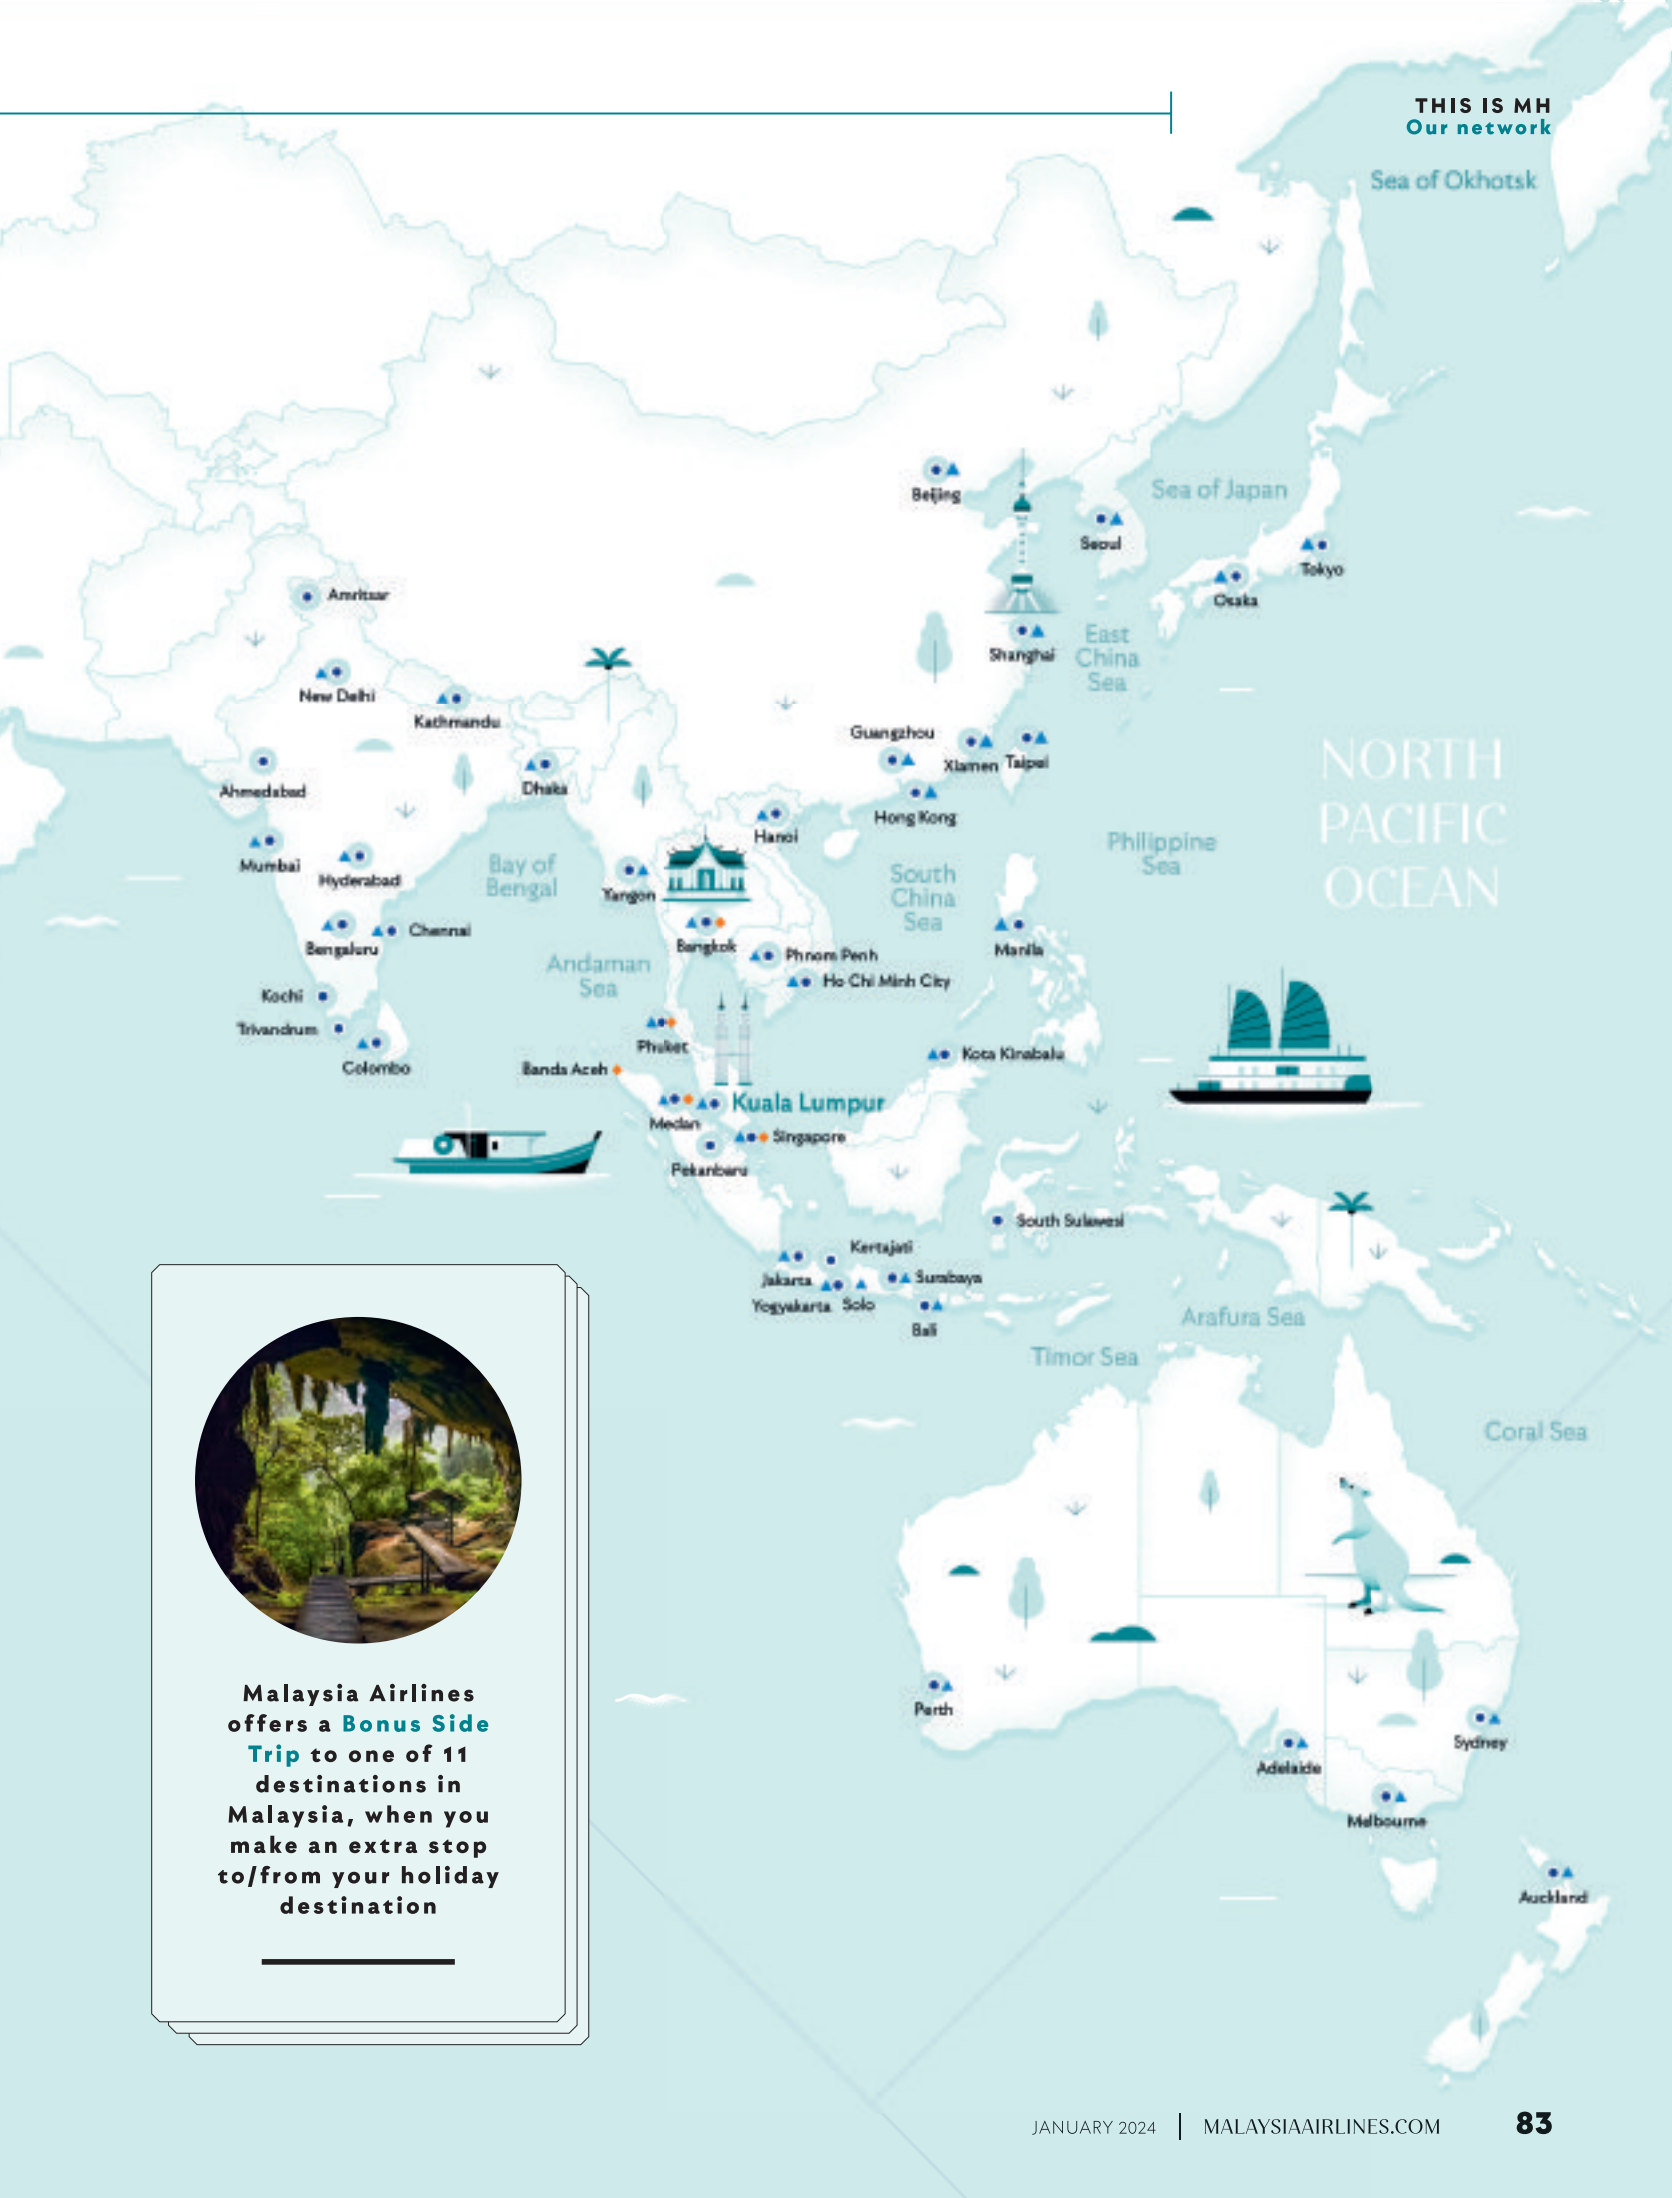 THIS IS MH
Our network
Sea of Okhotsk
Beijing
Sea of Japan
Seoul
Tokyo
Osaka
Amritsar
East
China
Sea
Shanghai
New Delhi
Kathmandu
Guangzhou
Xiamen
Taipei
NORTH
PACIFIC
OCEAN
Ahmedabad
Dhaka
Hong Kong
Hanoi
Mumbai
Hyderabad
Bay of
Bengal
Yangon
South
China
Sea
Philippine
Sea
Bengaluru
Chennai
Bangkok
Manila
Phnom Penh
Andaman
Sea
Ho Chi Minh City
Kochi
Trivandrum
Colombo
Phuket
Kota Kinabalu
Banda Aceh
Kuala Lumpur
Medan
Singapore
Pekanbaru
South Sulawesi
Kertajati
Jakarta
Surabaya
Yogyakarta
Solo
Bali
Arafura Sea
Timor Sea
Coral Sea
Perth
Sydney
Adelaide
Melbourne
Auckland
Malaysia Airlines
offers a Bonus Side
Trip to one of 11
destinations in
Malaysia, when you
make an extra stop
to/from your holiday
destination
JANUARY 2024 | MALAYSIAAIRLINES.COM 83